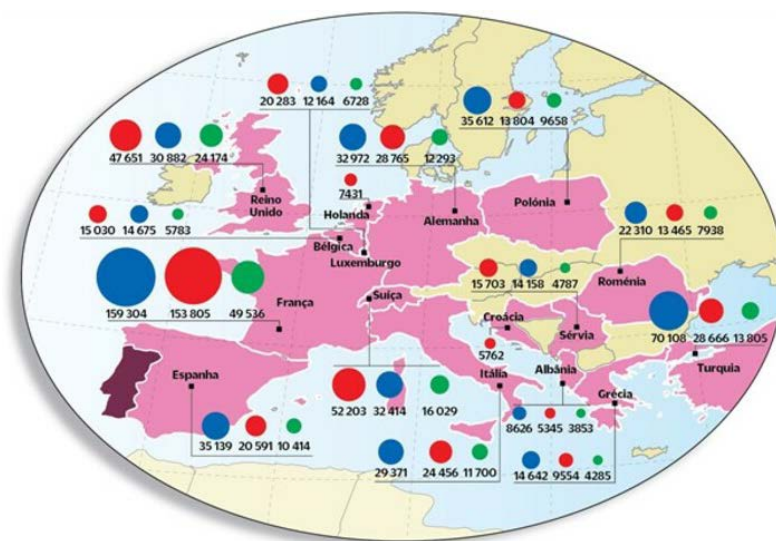 20 283 12 164 6728
35 612 13 804 9658
47 651 30 882 24 174
32 972 28 765 12 293
7431
Reino
Unido
Holanda
Alemanha
Polónia
15 030 14 675 5783
22 310 13 465 7938
Bélgica
Luxemburgo
15 703 14 158 4787
Roménia
159 304 153 805 49 536
França
Suíça
Croácia
Sérvia
5762
70 108 28 666 13 805
Turquia
Espanha
Itália
Albânia
Grécia
52 203 32 414 16 029
8626 5345 3853
35 139 20 591 10 414
29 371 24 456 11 700
14 642 9554 4285